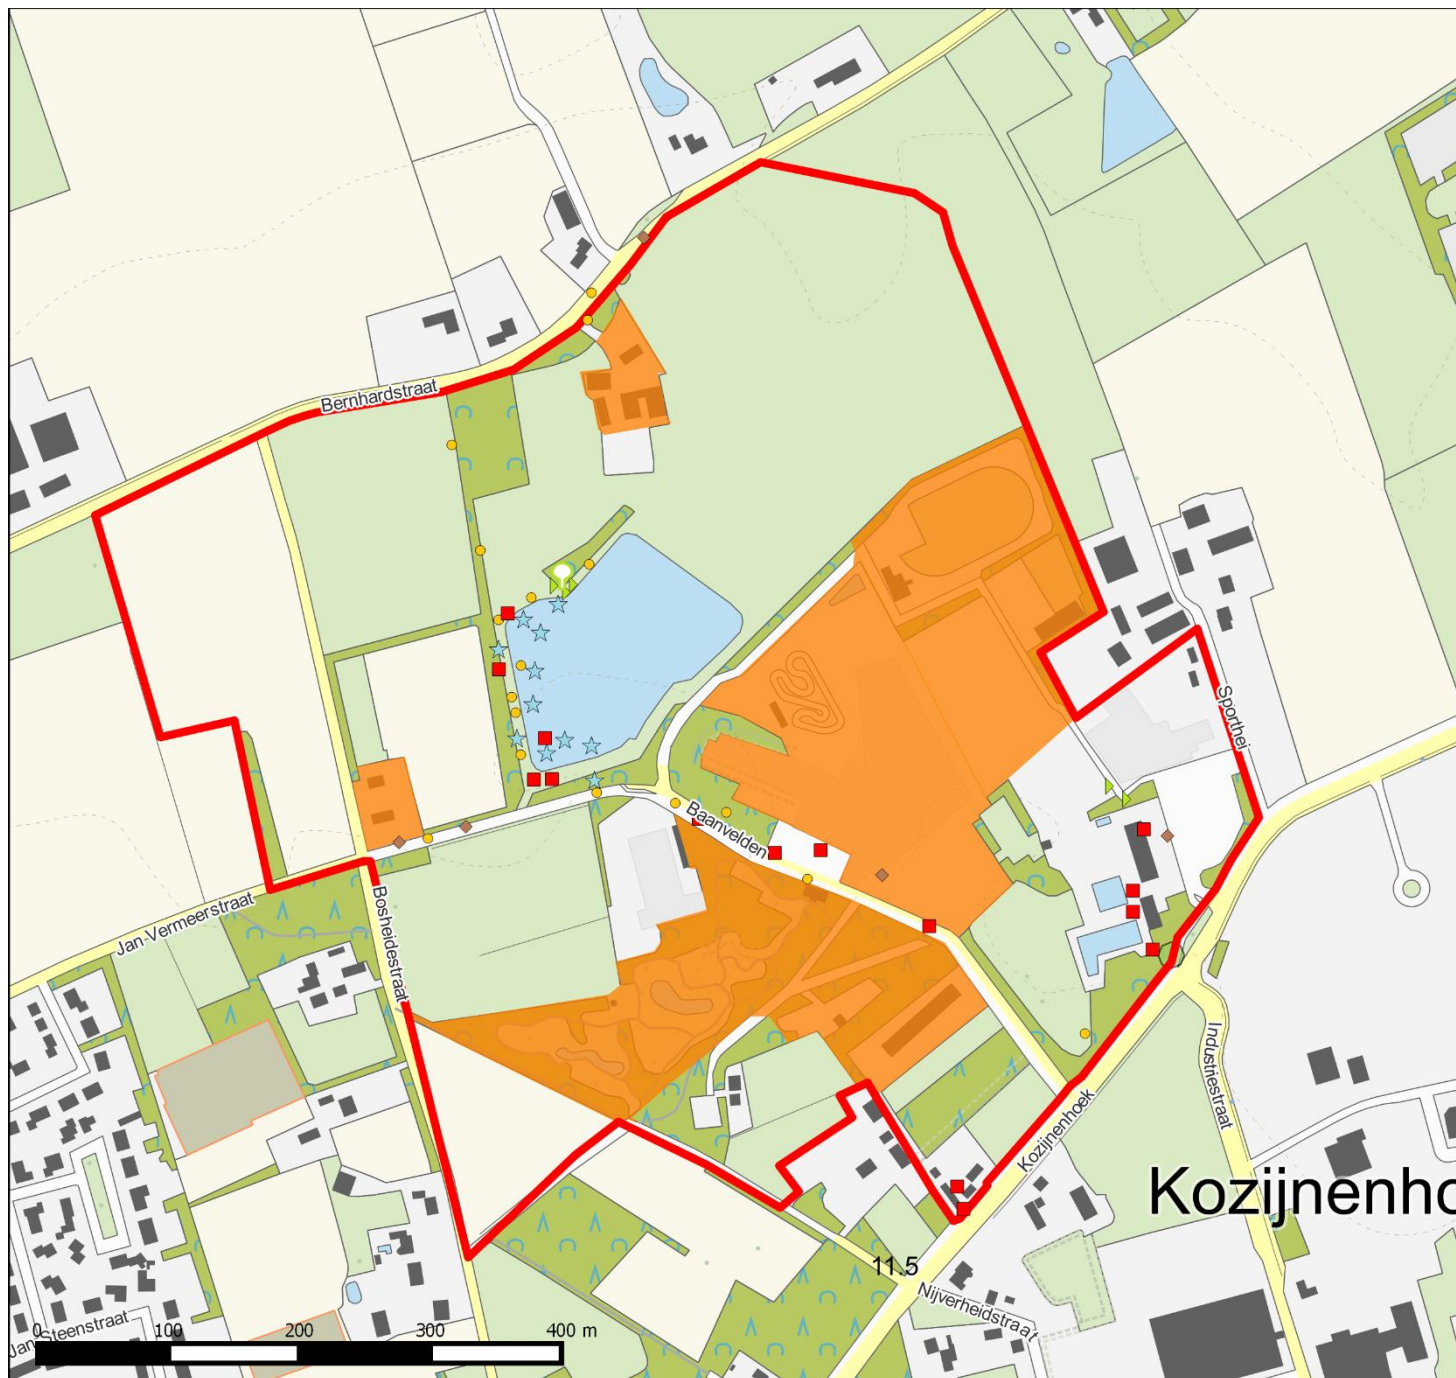 Bernhardstraat
Sporthei
Baanvelden
Jan Vermeerstraat
Bosheidestraat
Industriestraat
Kozijnenhoek
Kozijnenho
11.5
Nijverheidstraat
Jan Steenstraat
0 100 200 300 400 m